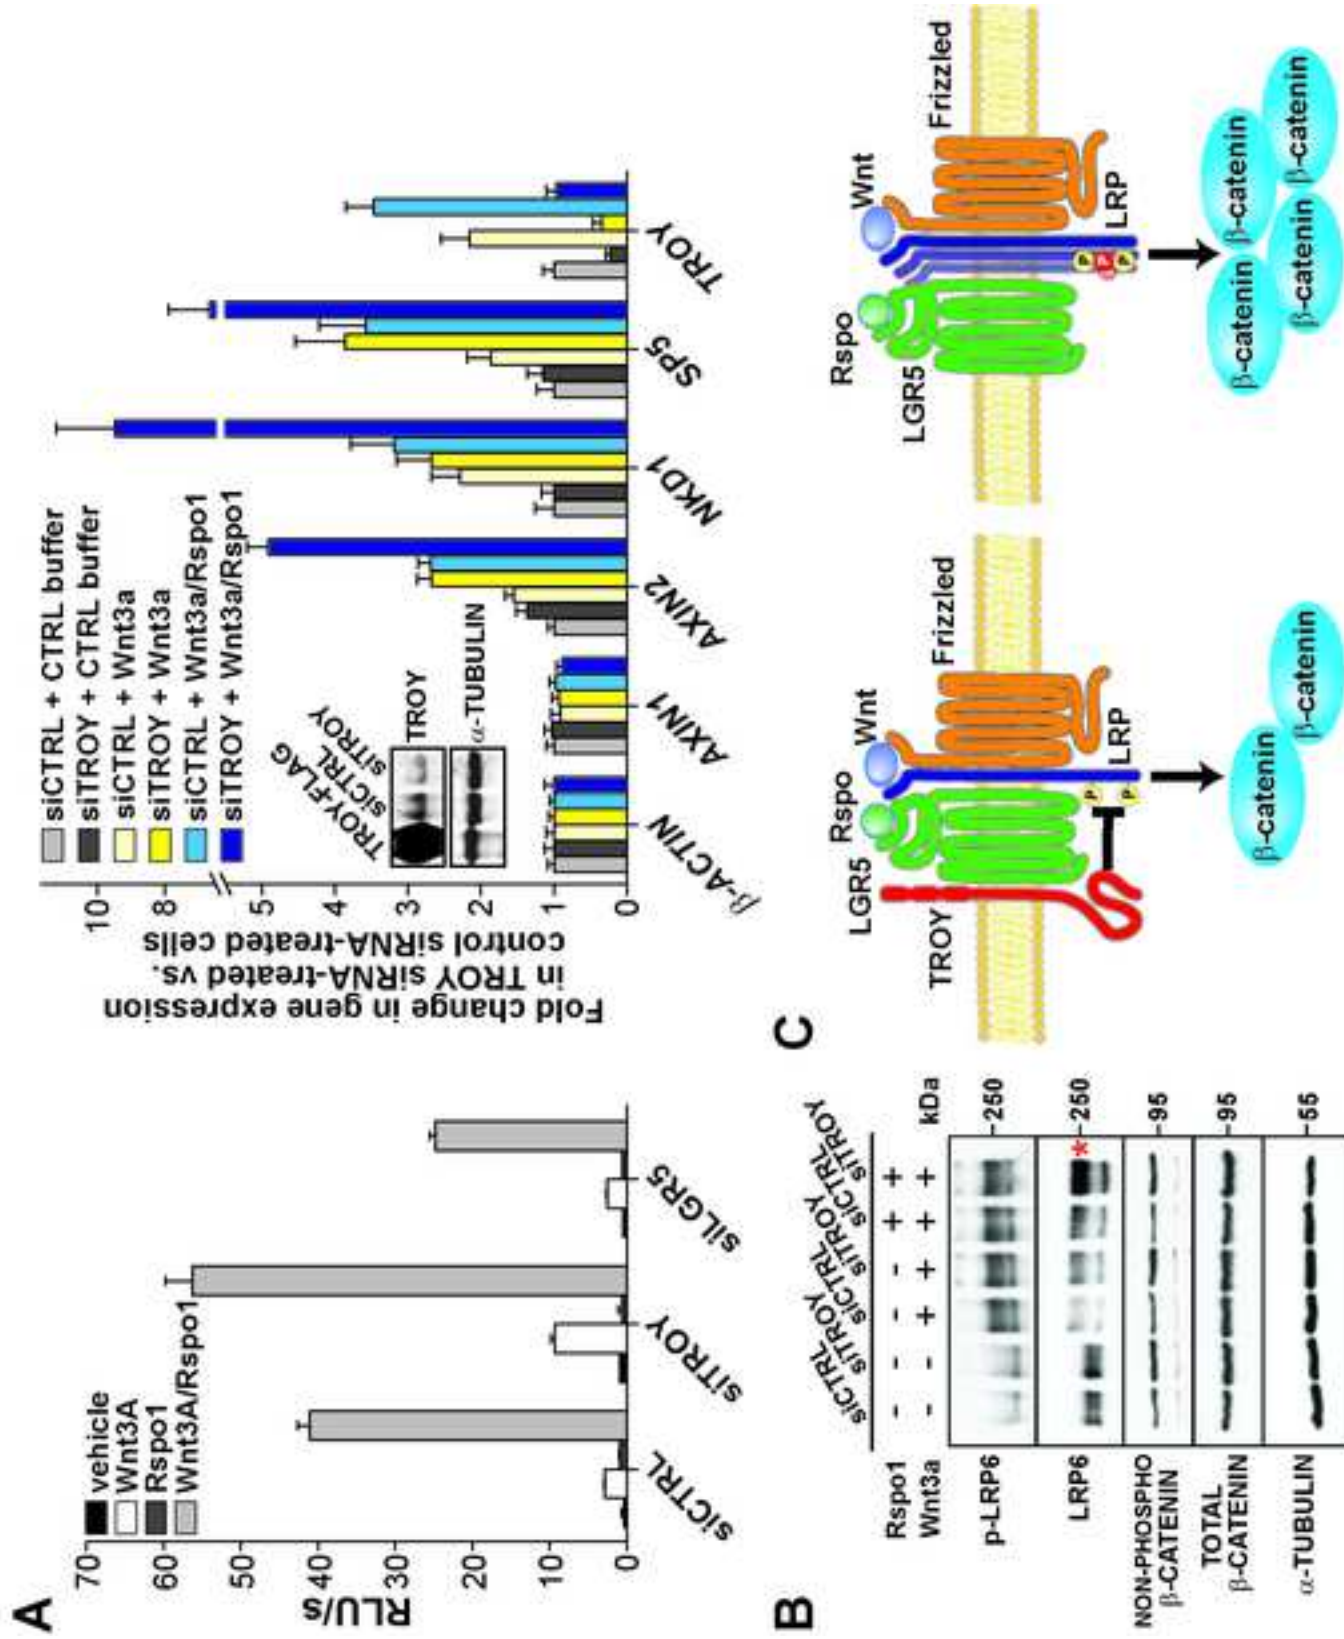 A
70
60
50
40
30
20
10
0
RLU/s
vehicle
Wnt3A
Rspo1
Wnt3A/Rspo1
siCTRL
siTROY
siLGR5
Fold change in gene expression
in TROY siRNA-treated vs.
control siRNA-treated cells
10
8
5
4
3
2
1
0
siCTRL + CTRL buffer
siTROY + CTRL buffer
siCTRL + Wnt3a
siTROY + Wnt3a
siCTRL + Wnt3a/Rspo1
siTROY + Wnt3a/Rspo1
TROY-FLAG
siCTRL
siTROY
TROY
α-TUBULIN
β-ACTIN
AXIN1
AXIN2
NKD1
SP5
TROY
B
siCTRL siTROY siCTRL siTROY siCTRL siTROY
Rspo1 - - - - + +
Wnt3a - - + + + + kDa
p-LRP6 -250
LRP6 * -250
NON-PHOSPHO
β-CATENIN -95
TOTAL
β-CATENIN -95
α-TUBULIN -55
C
LGR5
Rspo
Wnt
TROY
Frizzled
LRP
P
P
β-catenin
β-catenin
Rspo
Wnt
LGR5
Frizzled
LRP
P
P
P
β-catenin
β-catenin
β-catenin
β-catenin